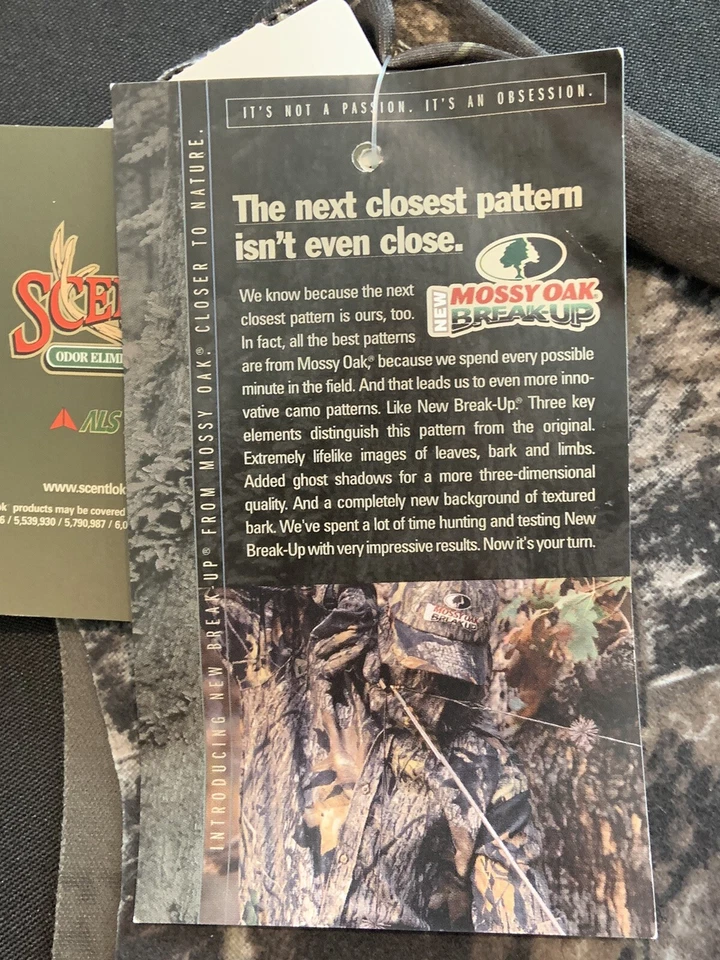 IT'S NOT A PASSION. IT'S AN OBSESSION.
The next closest pattern
isn't even close.
We know because the next
closest pattern is ours, too.
In fact, all the best patterns
are from Mossy Oak,® because we spend every possible
minute in the field. And that leads us to even more inno-
vative camo patterns. Like New Break-Up.® Three key
elements distinguish this pattern from the original.
Extremely lifelike images of leaves, bark and limbs.
Added ghost shadows for a more three-dimensional
quality. And a completely new background of textured
bark. We've spent a lot of time hunting and testing New
Break-Up with very impressive results. Now it's your turn.
NEW
MOSSY OAK®
BREAK-UP
INTRODUCING NEW BREAK-UP® FROM MOSSY OAK.® CLOSER TO NATURE.
MOSSY OAK
BREAK-UP
SCE
ODOR ELIMI
ALS
www.scentlok
products may be covered
6 / 5,539,930 / 5,790,987 / 6,0